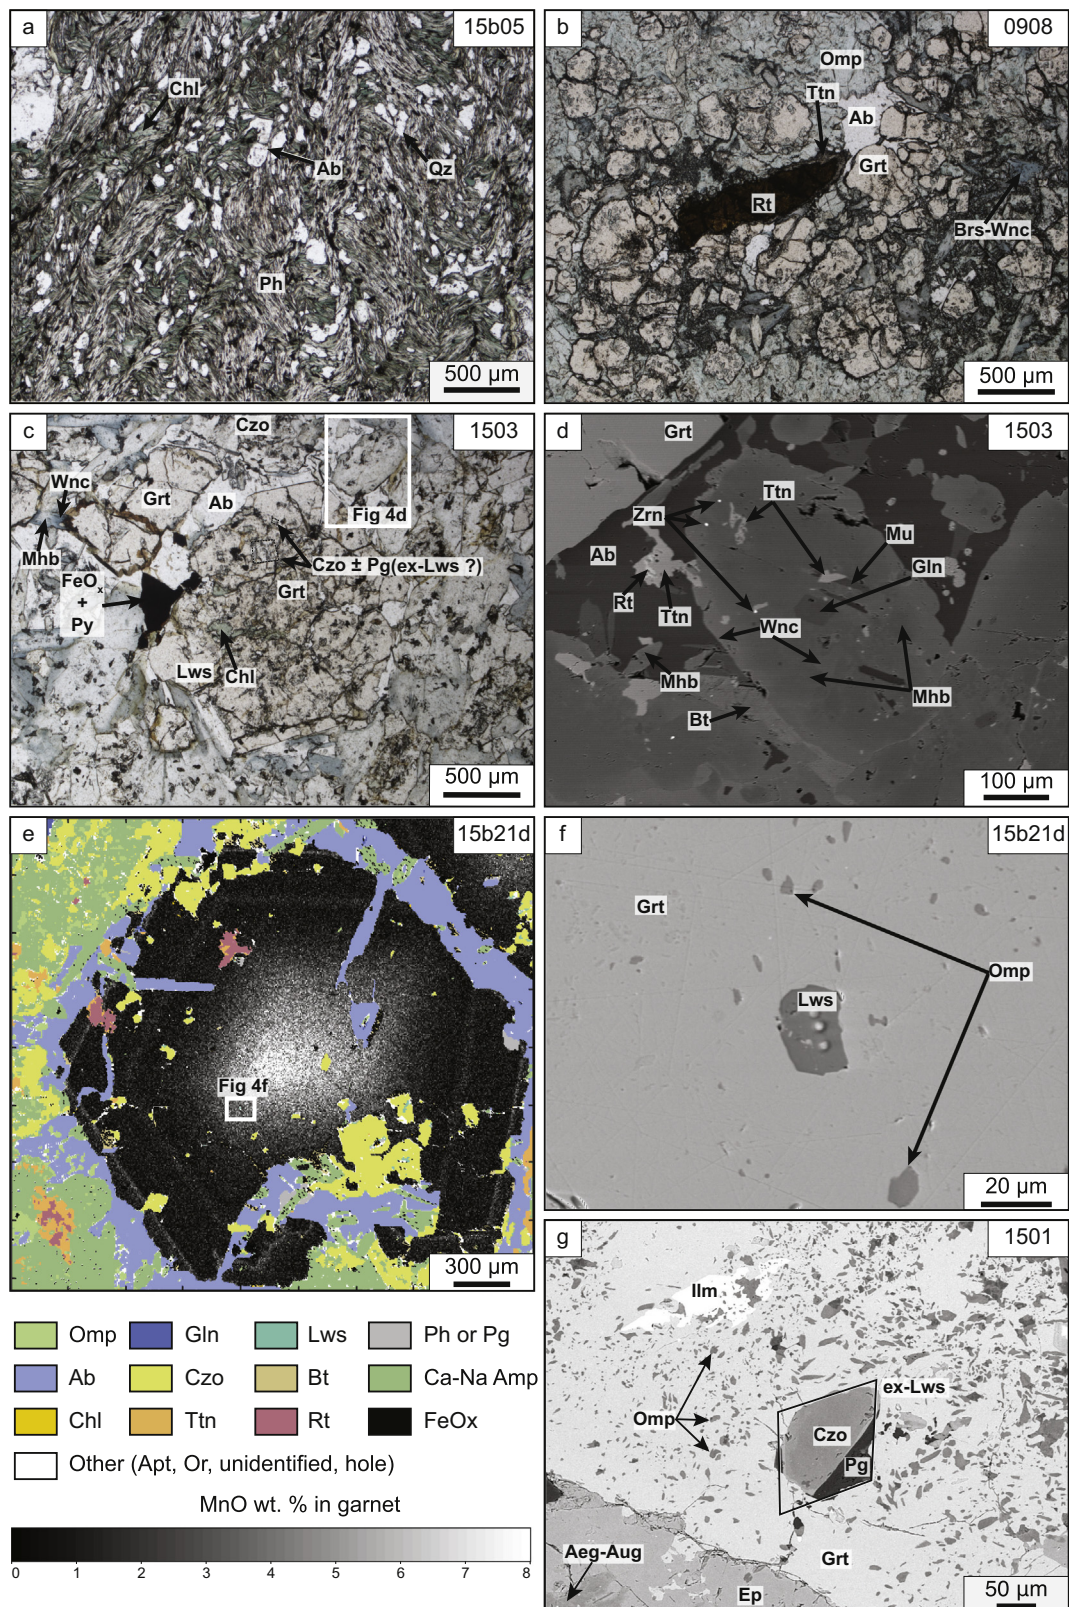 a
15b05
Chl
Ab
Qz
Ph
500 µm
b
0908
Omp
Ttn
Ab
Grt
Rt
Brs-Wnc
500 µm
c
1503
Czo
Wnc
Grt
Ab
Fig 4d
Mhb
Czo ± Pg(ex-Lws ?)
FeOx
+
Py
Grt
Lws
Chl
500 µm
d
1503
Grt
Ttn
Zrn
Mu
Ab
Gln
Rt
Ttn
Wnc
Mhb
Mhb
Bt
100 µm
e
15b21d
Fig 4f
300 µm
f
15b21d
Grt
Omp
Lws
20 µm
g
1501
Ilm
ex-Lws
Omp
Czo
Pg
Aeg-Aug
Grt
Ep
50 µm
Omp Gln Lws Ph or Pg
Ab Czo Bt Ca-Na Amp
Chl Ttn Rt FeOx
Other (Apt, Or, unidentified, hole)
MnO wt. % in garnet
0 1 2 3 4 5 6 7 8